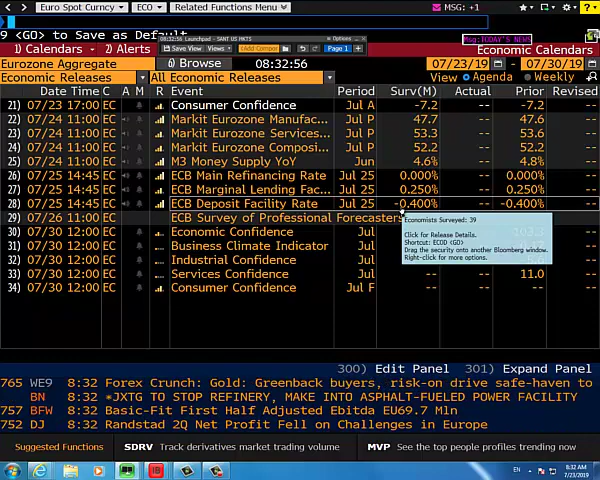 Euro Spot Curncy ECO Related Functions Menu MSG: +1
9 <GO> to Save as Default
08:32:56 Launchpad - SANT US MKTS Options
Save View Views Add Compor Page 1
Msg:TODAY'S NEWS
1) Calendars 2) Alerts Economic Calendars
Eurozone Aggregate Browse 08:32:56 07/23/19 - 07/30/19
Economic Releases All Economic Releases View Agenda Weekly
Date Time C A M R Event Period Surv(M) Actual Prior Revised
21) 07/23 17:00 EC Consumer Confidence Jul A -7.2 -- -7.2 --
22) 07/24 11:00 EC Markit Eurozone Manufac... Jul P 47.7 -- 47.6 --
23) 07/24 11:00 EC Markit Eurozone Services... Jul P 53.3 -- 53.6 --
24) 07/24 11:00 EC Markit Eurozone Composi... Jul P 52.2 -- 52.2 --
25) 07/24 11:00 EC M3 Money Supply YoY Jun 4.6% -- 4.8% --
26) 07/25 14:45 EC ECB Main Refinancing Rate Jul 25 0.000% -- 0.000% --
27) 07/25 14:45 EC ECB Marginal Lending Fac... Jul 25 0.250% -- 0.250% --
28) 07/25 14:45 EC ECB Deposit Facility Rate Jul 25 -0.400% -- -0.400% --
29) 07/26 11:00 EC ECB Survey of Professional Forecasters
30) 07/30 12:00 EC Economic Confidence Jul
31) 07/30 12:00 EC Business Climate Indicator Jul
32) 07/30 12:00 EC Industrial Confidence Jul
33) 07/30 12:00 EC Services Confidence Jul -- -- 11.0 --
34) 07/30 12:00 EC Consumer Confidence Jul F -- -- -- --
Economists Surveyed: 39
Click for Release Details.
Shortcut: ECOD <GO>
Drag the security onto another Bloomberg window.
Right-click for more options.
300) Edit Panel 301) Expand Panel
765 WE9 8:32 Forex Crunch: Gold: Greenback buyers, risk-on drive safe-haven to
BN 8:32 *JXTG TO STOP REFINERY, MAKE INTO ASPHALT-FUELED POWER FACILITY
757 BFW 8:32 Basic-Fit First Half Adjusted Ebitda EU69.7 Mln
752 DJ 8:32 Randstad 2Q Net Profit Fell on Challenges in Europe
Suggested Functions SDRV Track derivatives market trading volume MVP See the top people profiles trending now
EN 8:32 AM
7/23/2019